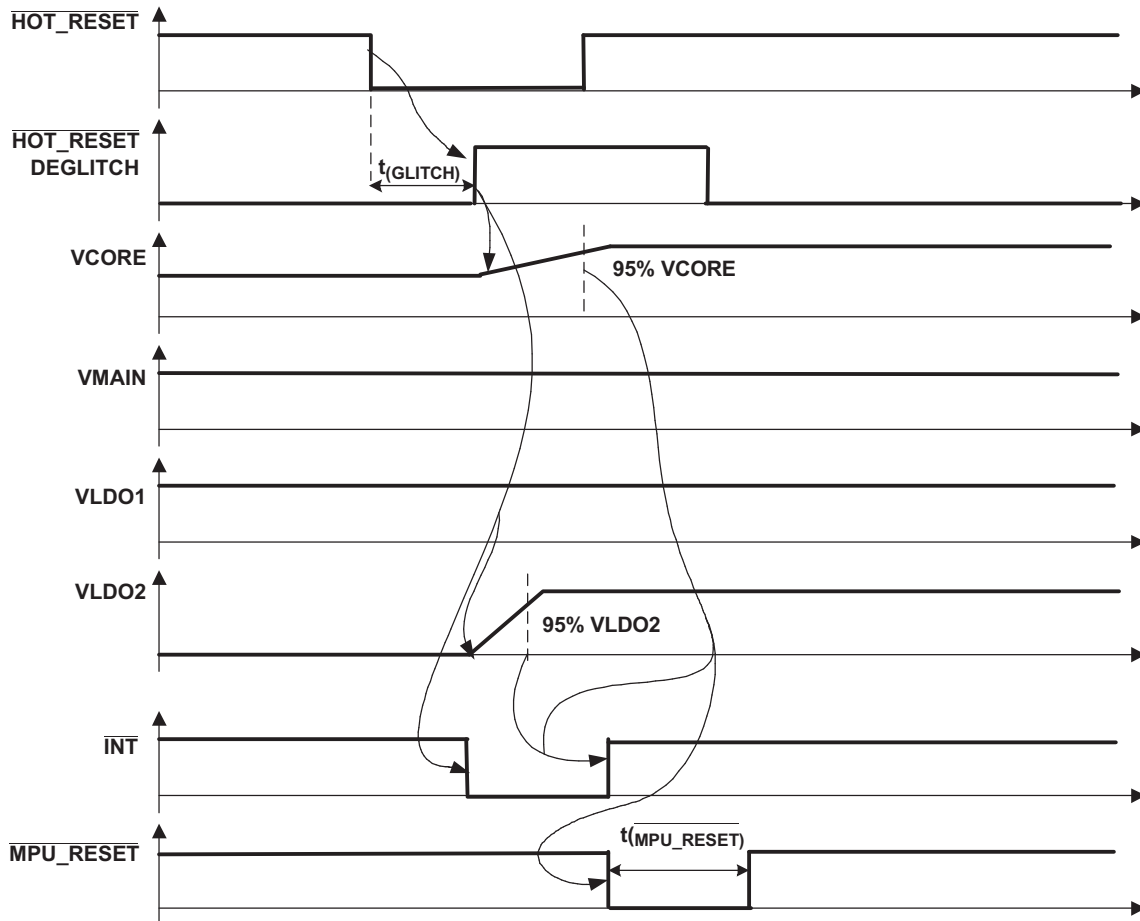 HOT_RESET
HOT_RESET
DEGLITCH
t(GLITCH)
VCORE
95% VCORE
VMAIN
VLDO1
VLDO2
95% VLDO2
INT
t(MPU_RESET)
MPU_RESET